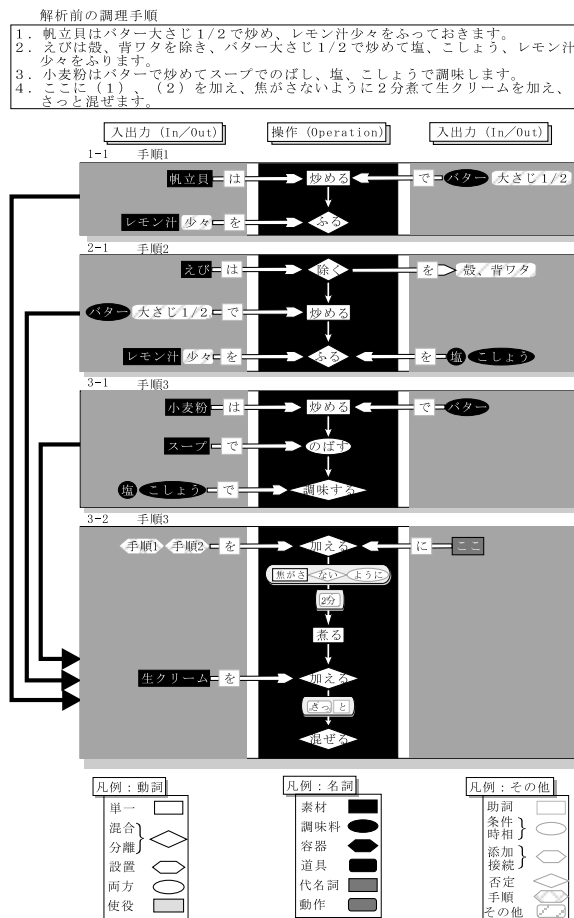 解析前の調理手順
1．帆立貝はバター大さじ1/2で炒め、レモン汁少々をふっておきます。
2．えびは殻、背ワタを除き、バター大さじ1/2で炒めて塩、こしょう、レモン汁
少々をふります。
3．小麦粉はバターで炒めてスープでのばし、塩、こしょうで調味します。
4．ここに（1）、（2）を加え、焦がさないように2分煮て生クリームを加え、
さっと混ぜます。
入出力（In／Out） 操作（Operation） 入出力（In／Out）
1-1 手順1
帆立貝 は 炒める で バター 大さじ1/2
レモン汁 少々 を ふる
2-1 手順2
えび は 除く を 殻、背ワタ
バター 大さじ1/2 で 炒める
レモン汁 少々 を ふる を 塩 こしょう
3-1 手順3
小麦粉 は 炒める で バター
スープ で のばす
塩 こしょう で 調味する
3-2 手順3
手順1 手順2 を 加える に ここ
焦がさ ない ように
2分
煮る
生クリーム を 加える
さっ と
混ぜる
凡例：動詞
単一
混合
分離
設置
両方
使役
凡例：名詞
素材
調味料
容器
道具
代名詞
動作
凡例：その他
助詞
条件
時相
添加
接続
否定
手順
その他